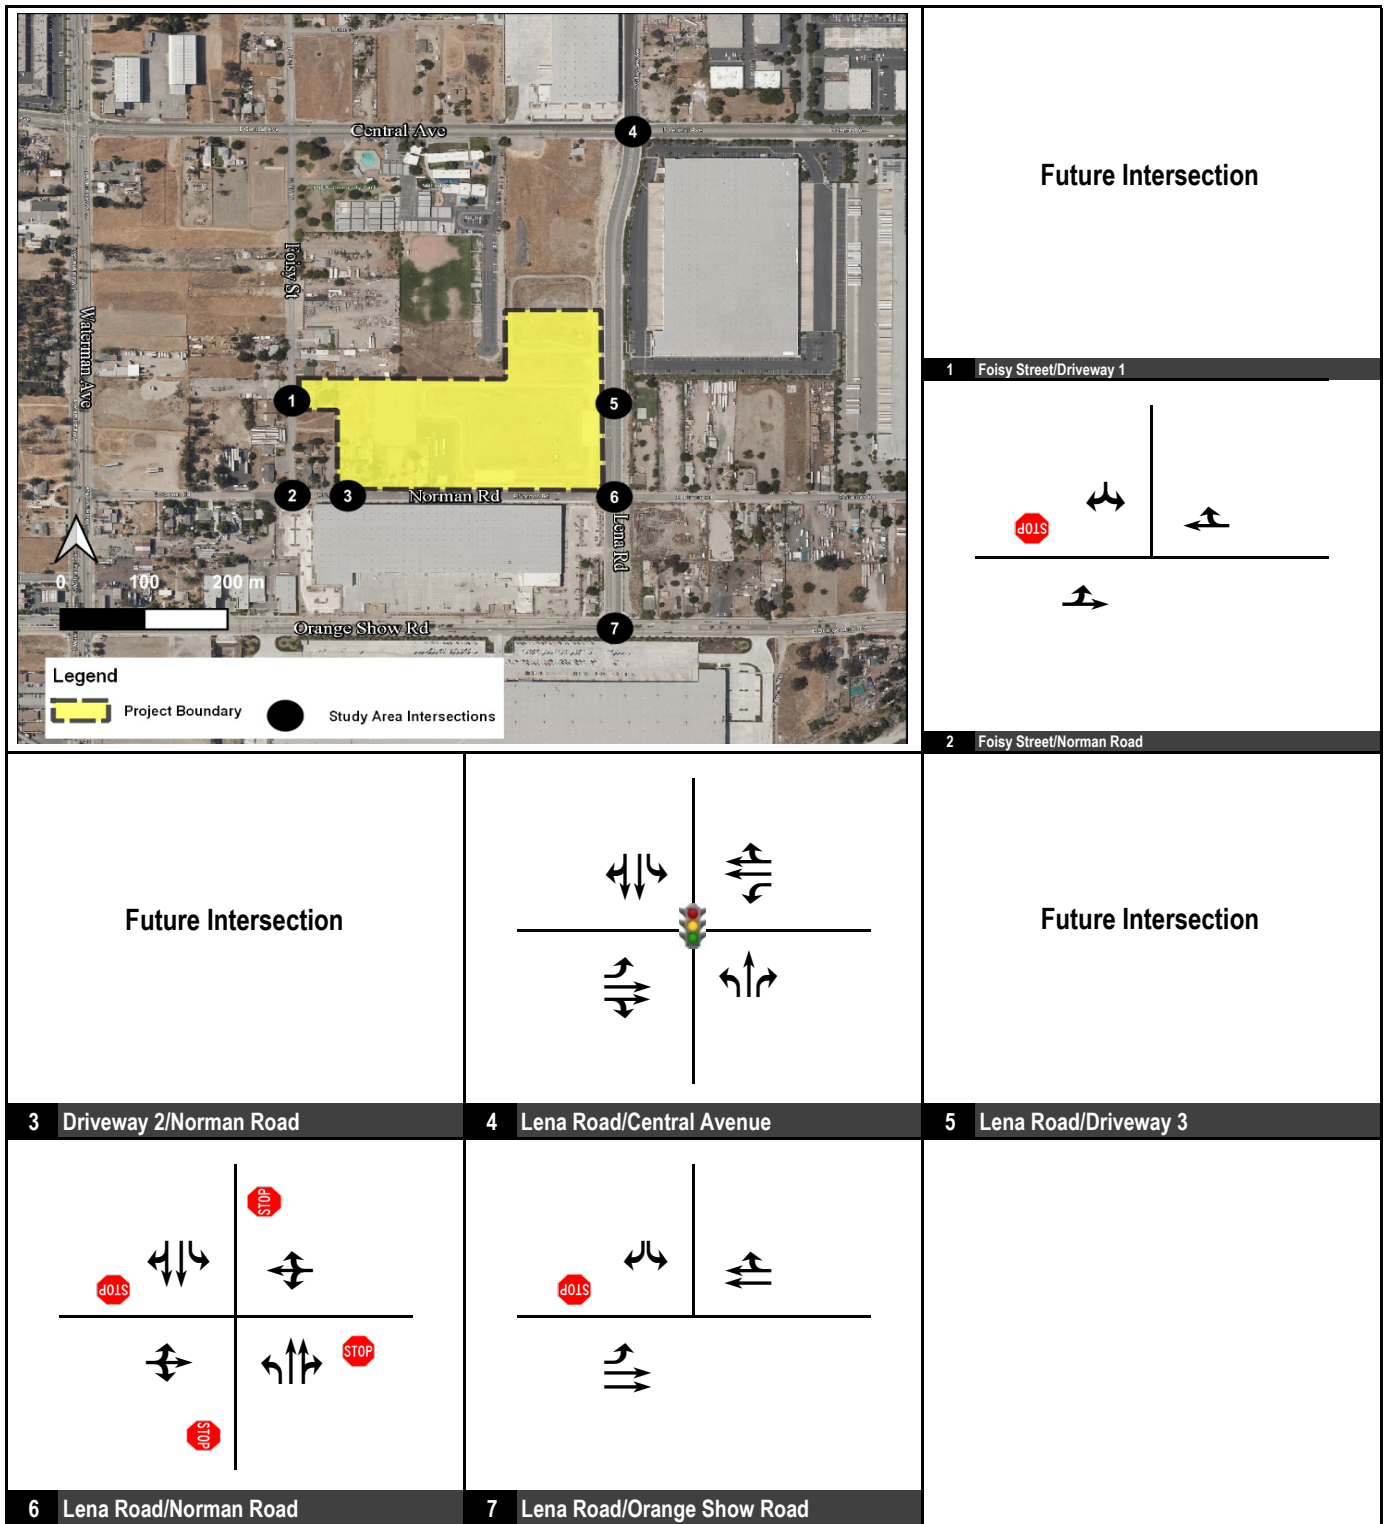 Central Ave
4
Foisy St
Waterman Ave
1
5
2
3
Norman Rd
6
Lena Rd
0 100 200 m
Orange Show Rd
7
Legend
Project Boundary
Study Area Intersections
Future Intersection
1 Foisy Street/Driveway 1
STOP
2 Foisy Street/Norman Road
Future Intersection
3 Driveway 2/Norman Road
4 Lena Road/Central Avenue
Future Intersection
5 Lena Road/Driveway 3
STOP
STOP
STOP
STOP
6 Lena Road/Norman Road
STOP
7 Lena Road/Orange Show Road